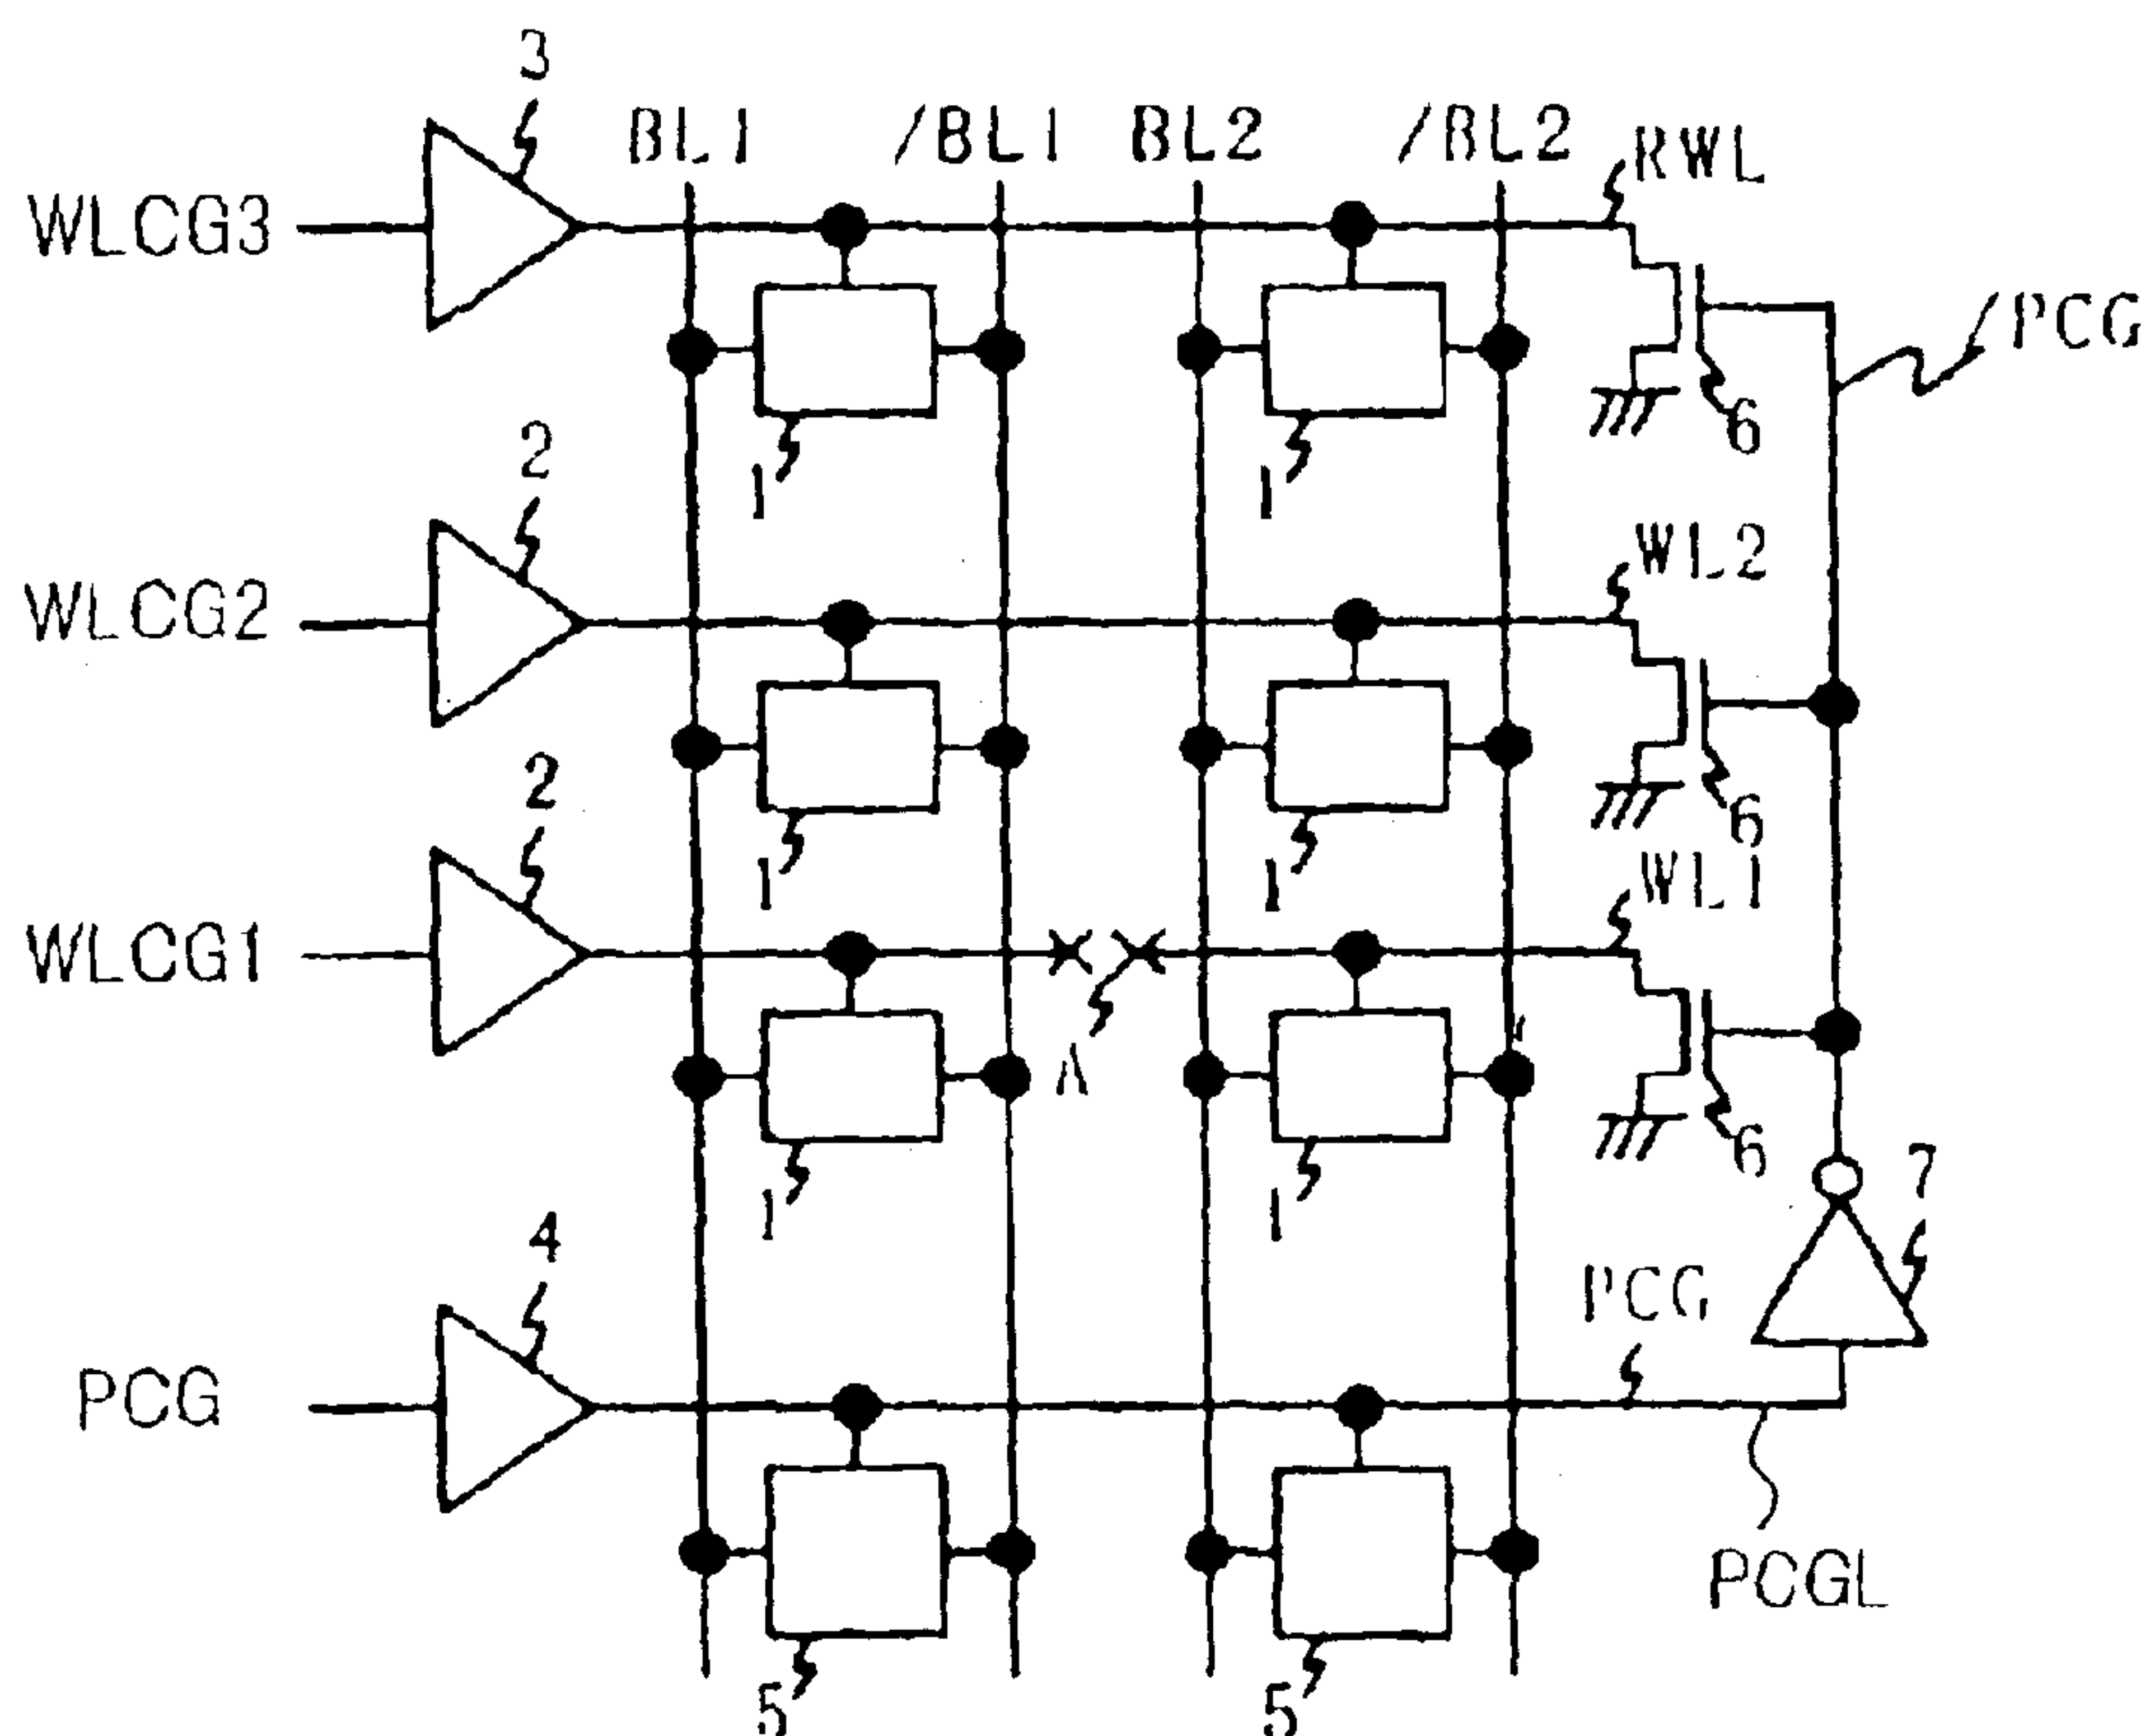 3
BL1 /BL1 BL2 /BL2 RWL
WLCG3
/PCG
6
1 1
2
WL2
WLCG2
2
6
1 1
WL1
WLCG1
A
6
7
1 1
4
PCG
PCG
PCGL
5 5